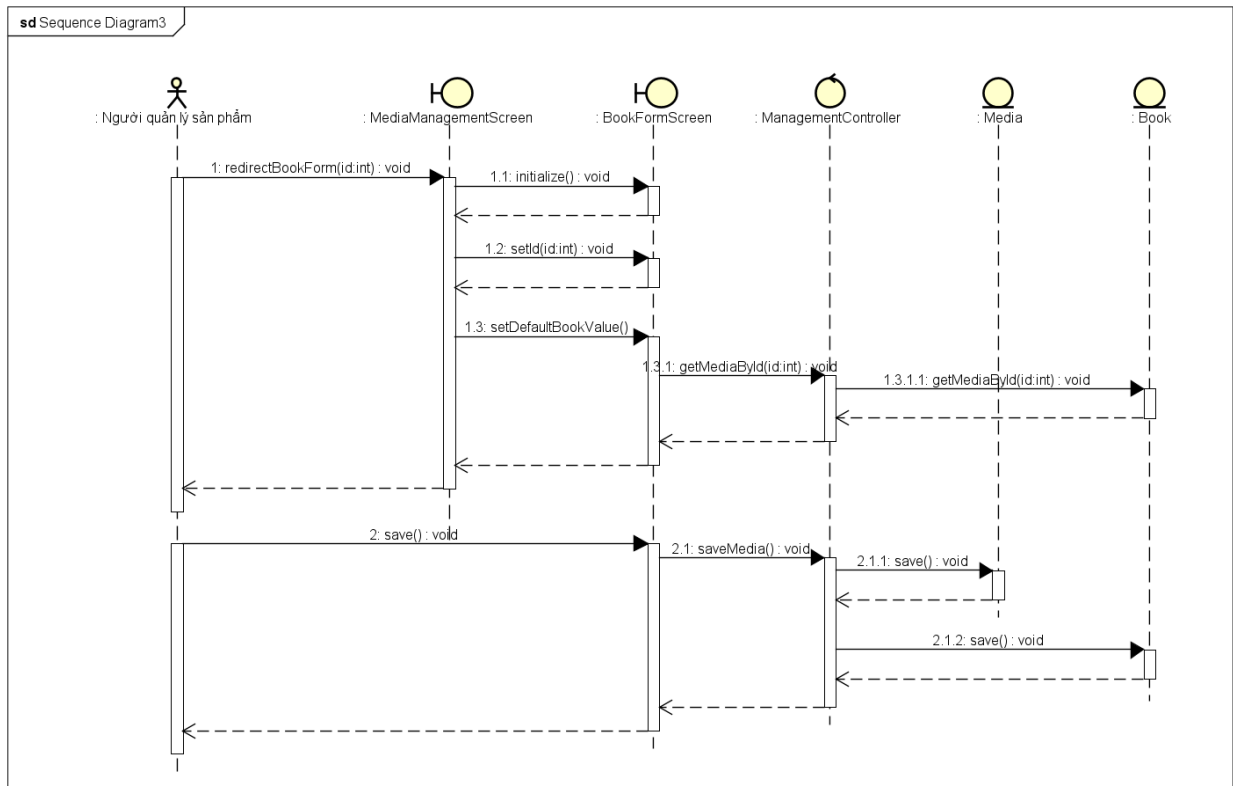 sd Sequence Diagram3
: Người quản lý sản phẩm
: MediaManagementScreen
: BookFormScreen
: ManagementController
: Media
: Book
1: redirectBookForm(id:int) : void
1.1: initialize() : void
1.2: setId(id:int) : void
1.3: setDefaultBookValue()
1.3.1: getMediaById(id:int) : void
1.3.1.1: getMediaById(id:int) : void
2: save() : void
2.1: saveMedia() : void
2.1.1: save() : void
2.1.2: save() : void